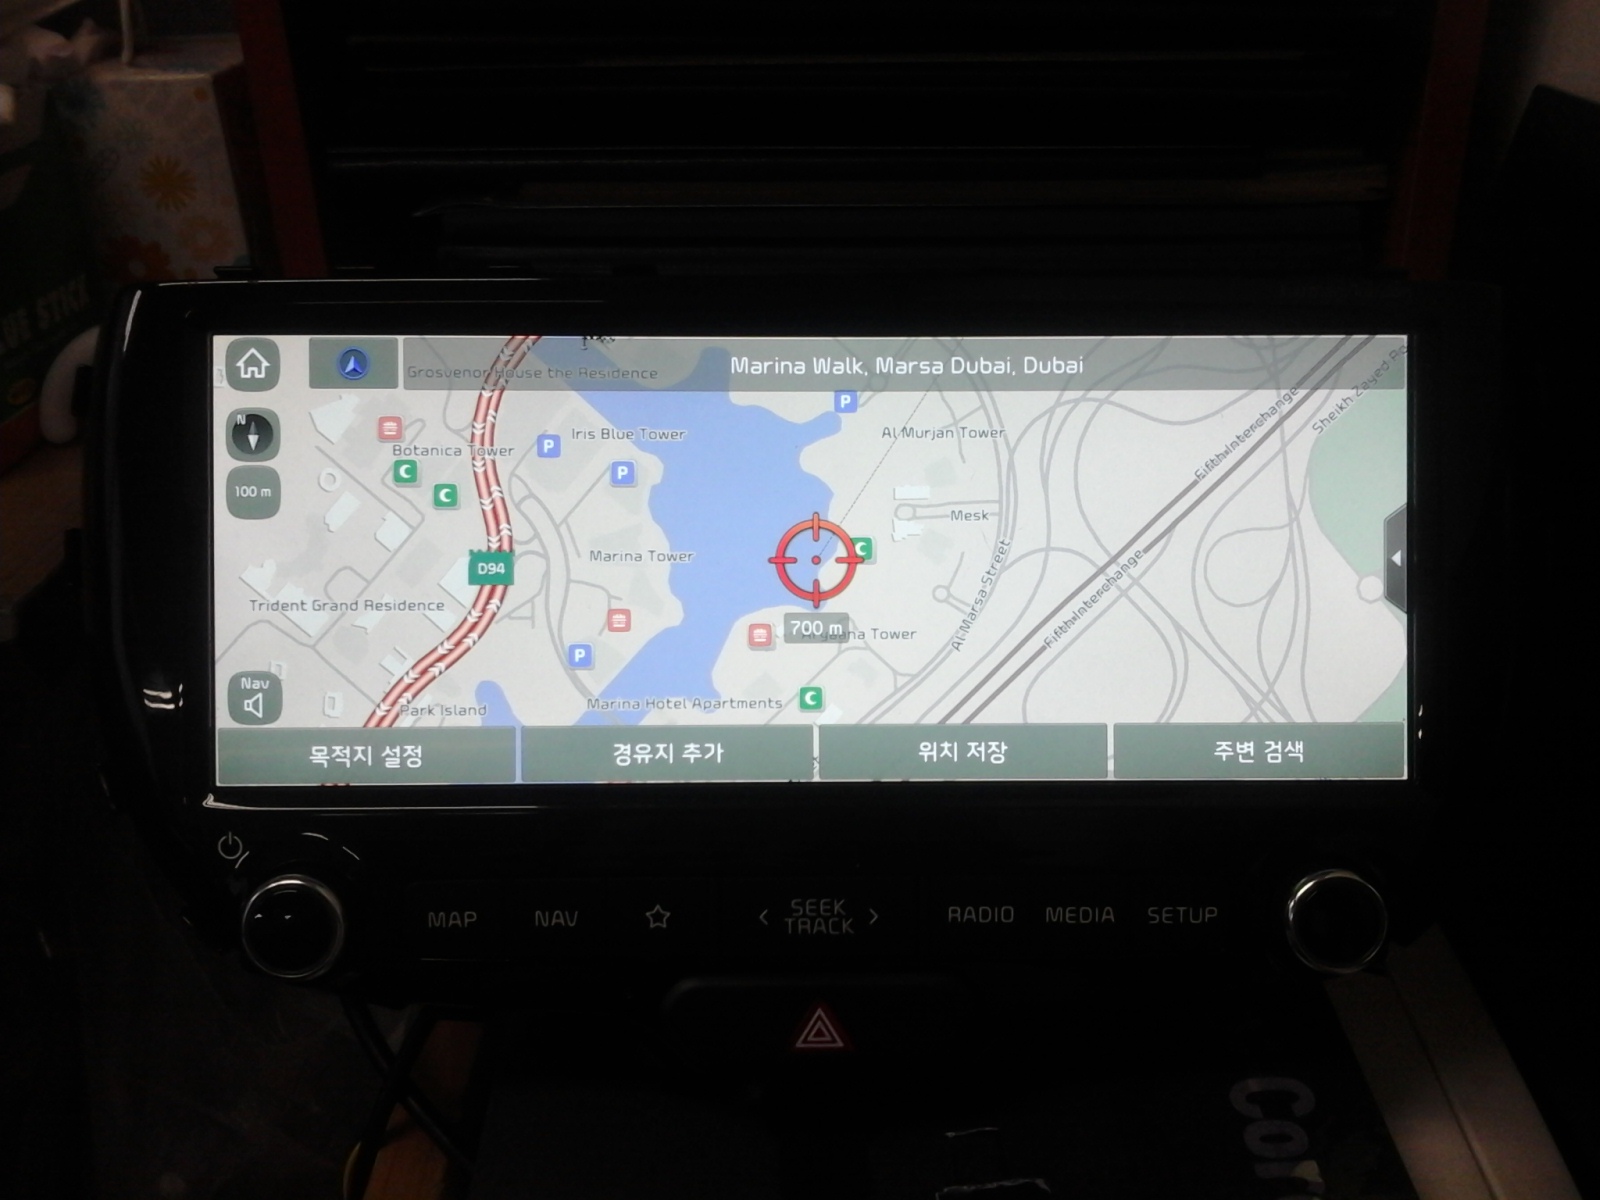 Marina Walk, Marsa Dubai, Dubai
Grosvenor House the Residence
N
P
Iris Blue Tower
Al Murjan Tower
Fifth Interchange
Sheikh Zayed
P
Botanica Tower
P
100 m
Mesk
Marina Tower
D94
Al Marsa Street
Fifth Interchange
Trident Grand Residence
700 m
Tower
P
Nav
Park Island
Marina Hotel Apartments
목적지 설정
경유지 추가
위치 저장
주변 검색
MAP
NAV
SEEK
TRACK
RADIO
MEDIA
SETUP